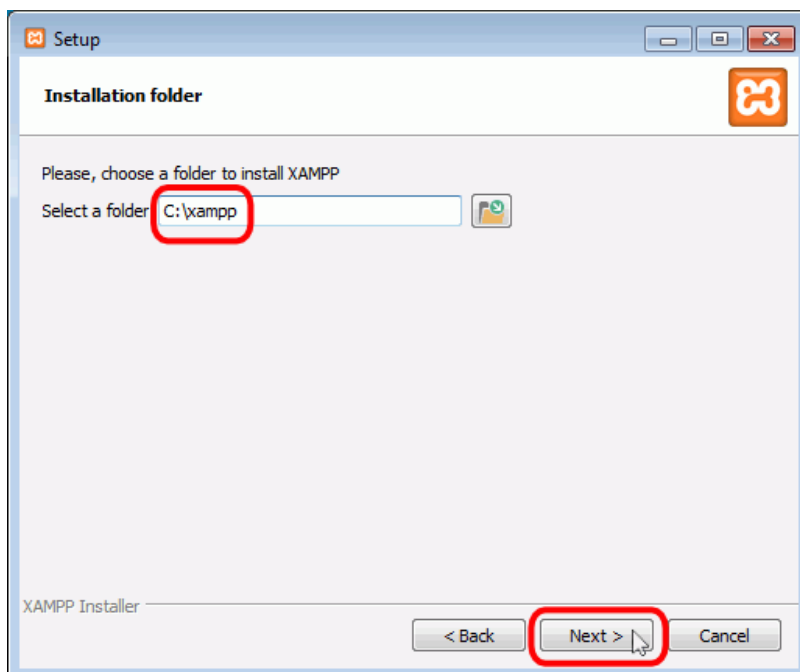 Setup
Installation folder
Please, choose a folder to install XAMPP
Select a folder C:\xampp
XAMPP Installer
< Back Next > Cancel